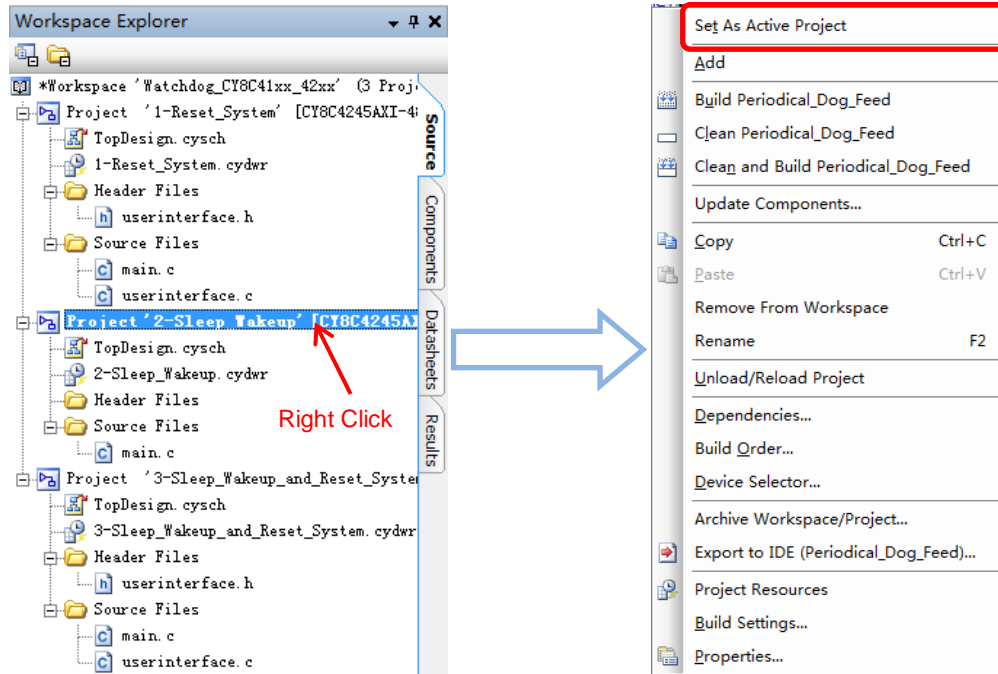 Workspace Explorer
*Workspace 'Watchdog_CY8C41xx_42xx' (3 Proj
Project '1-Reset_System' [CY8C4245AXI-48
TopDesign.cysch
1-Reset_System.cydwr
Header Files
userinterface.h
Source Files
main.c
userinterface.c
Project '2-Sleep Wakeup' [CY8C4245AX
TopDesign.cysch
2-Sleep_Wakeup.cydwr
Header Files
Source Files
main.c
Project '3-Sleep_Wakeup_and_Reset_System
TopDesign.cysch
3-Sleep_Wakeup_and_Reset_System.cydwr
Header Files
userinterface.h
Source Files
main.c
userinterface.c
Source
Components
Datasheets
Results
Right Click
Set As Active Project
Add
Build Periodical_Dog_Feed
Clean Periodical_Dog_Feed
Clean and Build Periodical_Dog_Feed
Update Components...
Copy Ctrl+C
Paste Ctrl+V
Remove From Workspace
Rename F2
Unload/Reload Project
Dependencies...
Build Order...
Device Selector...
Archive Workspace/Project...
Export to IDE (Periodical_Dog_Feed)...
Project Resources
Build Settings...
Properties...